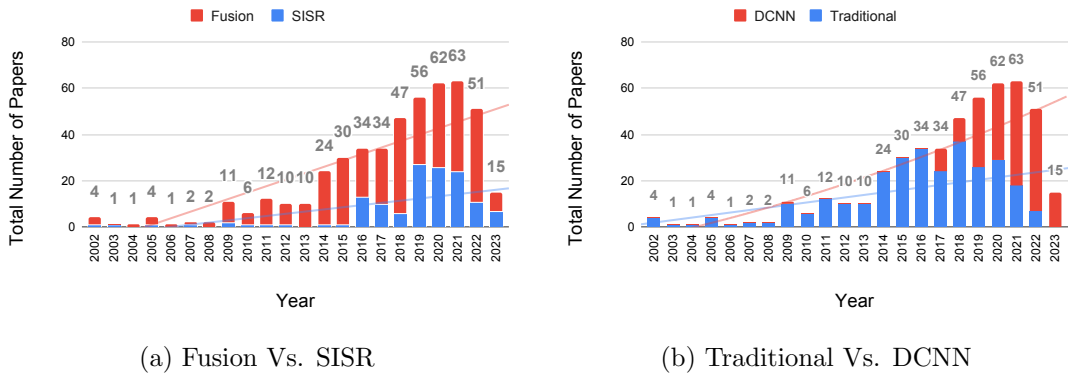 Fusion SISR
Total Number of Papers
80
60
40
20
0
4 1 1 4 1 2 2 11 6 12 10 10 24 30 34 34 47 56 62 63 51 15
2002 2003 2004 2005 2006 2007 2008 2009 2010 2011 2012 2013 2014 2015 2016 2017 2018 2019 2020 2021 2022 2023
Year
(a) Fusion Vs. SISR
DCNN Traditional
Total Number of Papers
80
60
40
20
0
4 1 1 4 1 2 2 11 6 12 10 10 24 30 34 34 47 56 62 63 51 15
2002 2003 2004 2005 2006 2007 2008 2009 2010 2011 2012 2013 2014 2015 2016 2017 2018 2019 2020 2021 2022 2023
Year
(b) Traditional Vs. DCNN